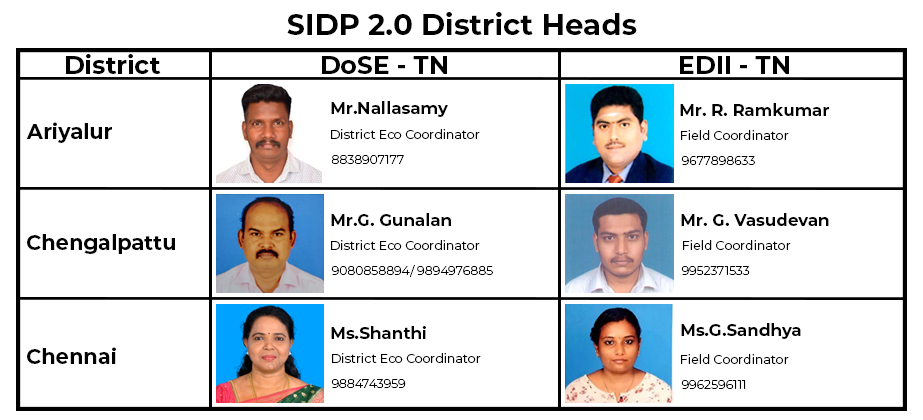 SIDP 2.0 District Heads
District DoSE - TN EDII - TN
Ariyalur
Mr.Nallasamy
District Eco Coordinator
8838907177
Mr. R. Ramkumar
Field Coordinator
9677898633
Chengalpattu
Mr.G. Gunalan
District Eco Coordinator
9080858894/ 9894976885
Mr. G. Vasudevan
Field Coordinator
9952371533
Chennai
Ms.Shanthi
District Eco Coordinator
9884743959
Ms.G.Sandhya
Field Coordinator
9962596111